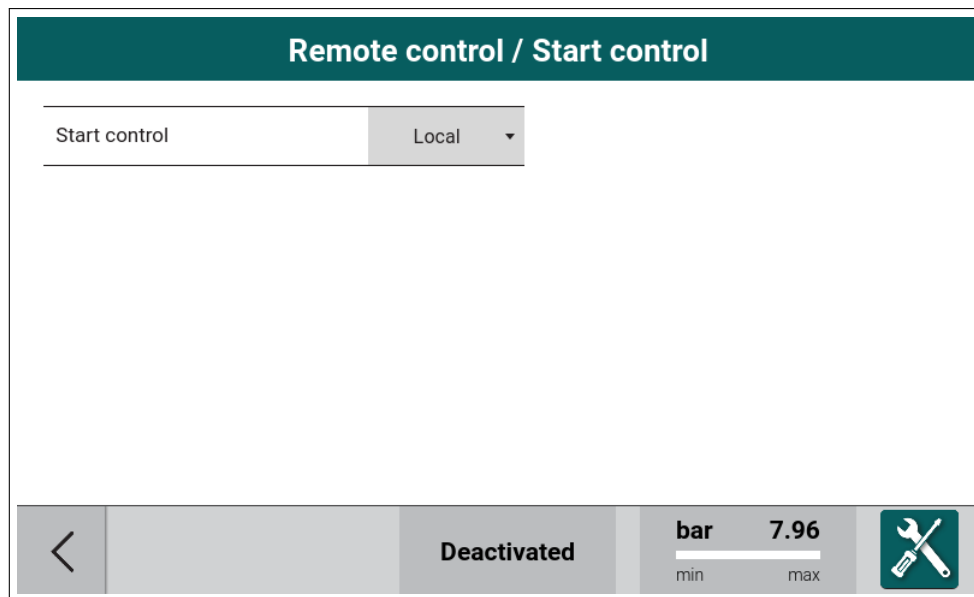 Remote control / Start control
Start control Local
Deactivated
bar 7.96
min max